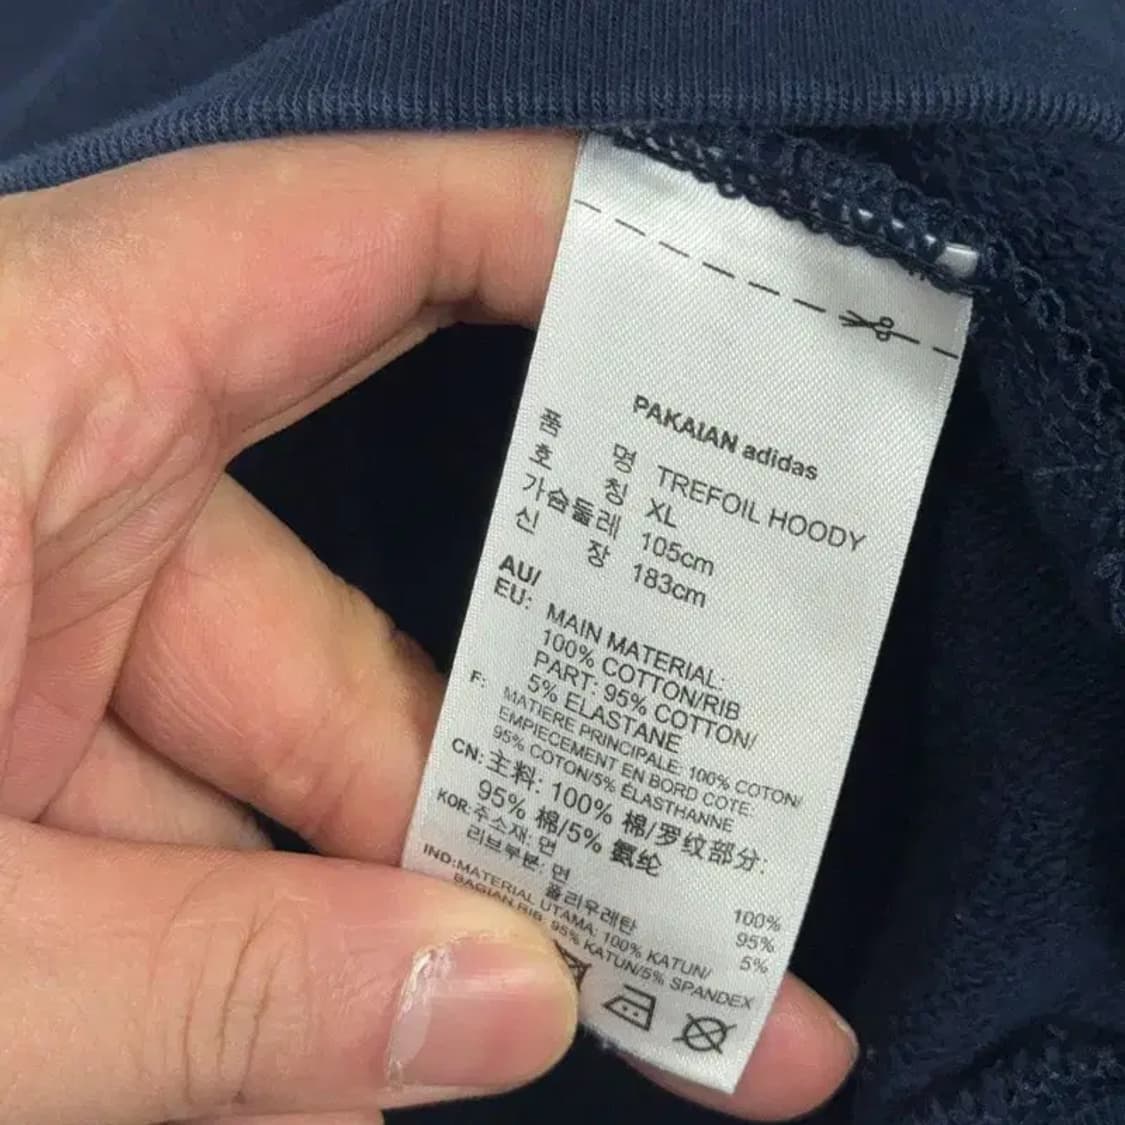 PAKAIAN adidas
품 명 TREFOIL HOODY
호 칭 XL
가슴둘레 105cm
신 장 183cm
AU/
EU: MAIN MATERIAL:
100% COTTON/RIB
PART: 95% COTTON/
5% ELASTANE
F: MATIERE PRINCIPALE: 100% COTON/
EMPIECEMENT EN BORD COTE:
95% COTON/5% ÉLASTHANNE
CN: 主料: 100% 棉/罗纹部分:
95% 棉/5% 氨纶
KOR: 주소재: 면 100%
리브부분: 면 95%
폴리우레탄 5%
IND: MATERIAL UTAMA: 100% KATUN/
BAGIAN RIB: 95% KATUN/5% SPANDEX